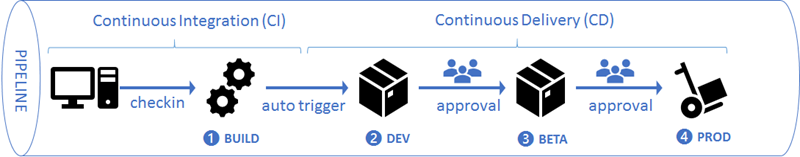 Continuous Integration (CI)
Continuous Delivery (CD)
PIPELINE
checkin
auto trigger
approval
approval
1 BUILD
2 DEV
3 BETA
4 PROD